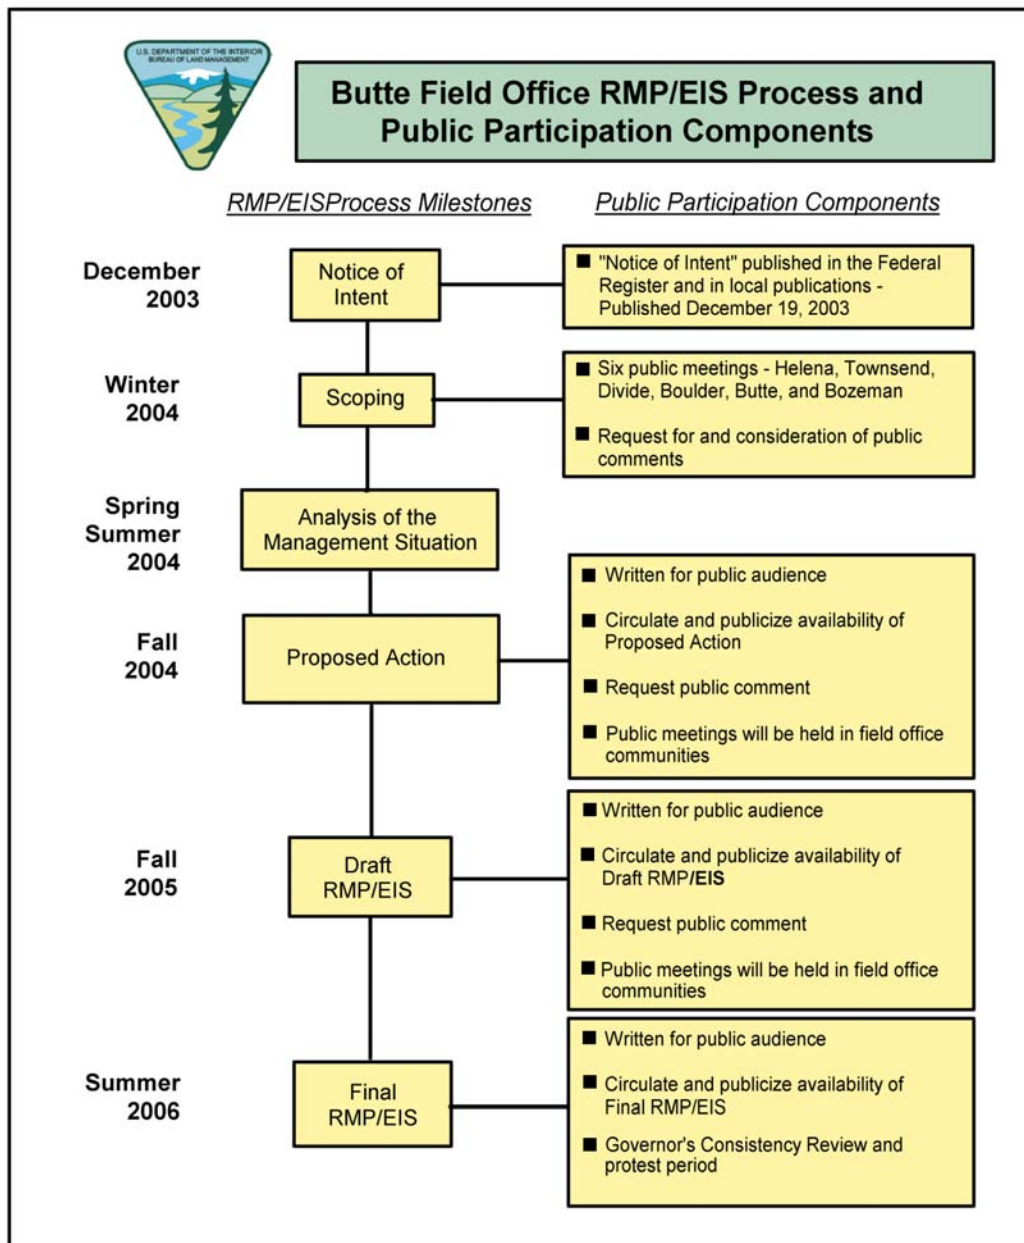 U.S. DEPARTMENT OF THE INTERIOR
BUREAU OF LAND MANAGEMENT
Butte Field Office RMP/EIS Process and
Public Participation Components
RMP/EISProcess Milestones
Public Participation Components
December
2003
Notice of
Intent
■ "Notice of Intent" published in the Federal
Register and in local publications -
Published December 19, 2003
Winter
2004
Scoping
■ Six public meetings - Helena, Townsend,
Divide, Boulder, Butte, and Bozeman
■ Request for and consideration of public
comments
Spring
Summer
2004
Analysis of the
Management Situation
Fall
2004
Proposed Action
■ Written for public audience
■ Circulate and publicize availability of
Proposed Action
■ Request public comment
■ Public meetings will be held in field office
communities
Fall
2005
Draft
RMP/EIS
■ Written for public audience
■ Circulate and publicize availability of
Draft RMP/EIS
■ Request public comment
■ Public meetings will be held in field office
communities
Summer
2006
Final
RMP/EIS
■ Written for public audience
■ Circulate and publicize availability of
Final RMP/EIS
■ Governor's Consistency Review and
protest period